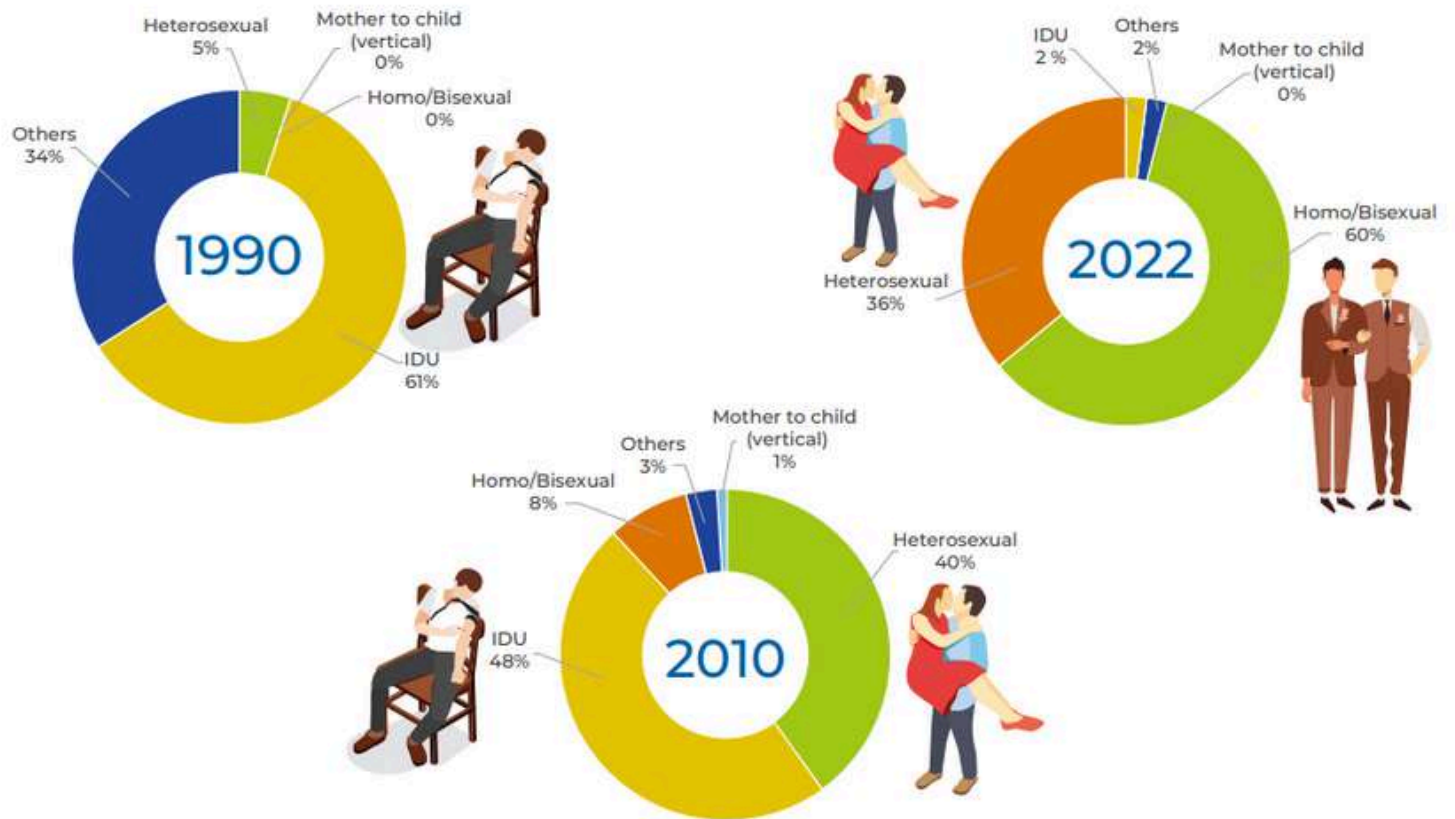 Heterosexual
5%
Mother to child
(vertical)
0%
Homo/Bisexual
0%
Others
34%
1990
IDU
61%
IDU
2 %
Others
2%
Mother to child
(vertical)
0%
Homo/Bisexual
60%
2022
Heterosexual
36%
Mother to child
(vertical)
1%
Others
3%
Homo/Bisexual
8%
Heterosexual
40%
IDU
48%
2010